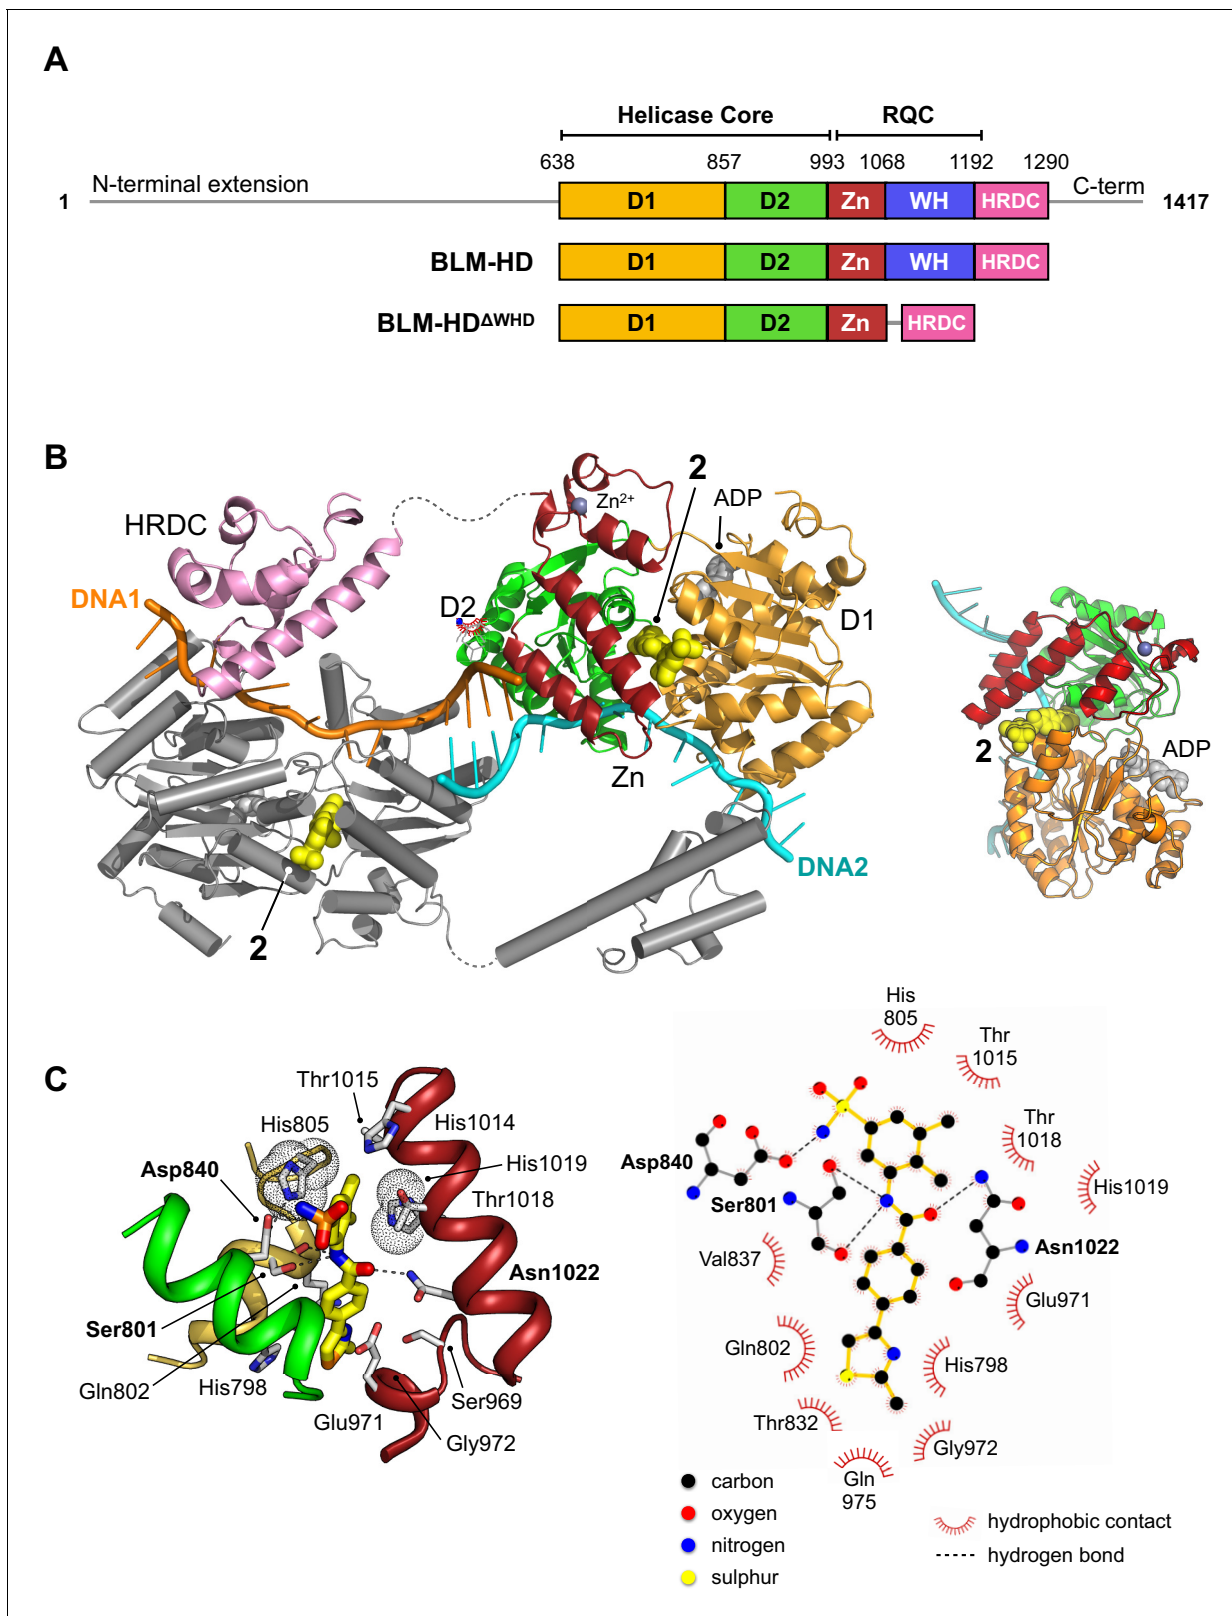 A
Helicase Core
RQC
638 857 993 1068 1192 1290
1 N-terminal extension C-term 1417
D1 D2 Zn WH HRDC
BLM-HD D1 D2 Zn WH HRDC
BLM-HDΔWHD D1 D2 Zn HRDC
B
2
HRDC
Zn2+
ADP
DNA1
D2
D1
Zn
2
ADP
DNA2
2
C
Thr1015
His805
His1014
Asp840
His1019
Thr1018
Asn1022
Ser801
Gln802
His798
Glu971
Ser969
Gly972
His
805
Thr
1015
Thr
1018
Asp840
His1019
Ser801
Asn1022
Val837
Glu971
Gln802
His798
Thr832
Gly972
Gln
975
carbon
oxygen
nitrogen
sulphur
hydrophobic contact
hydrogen bond